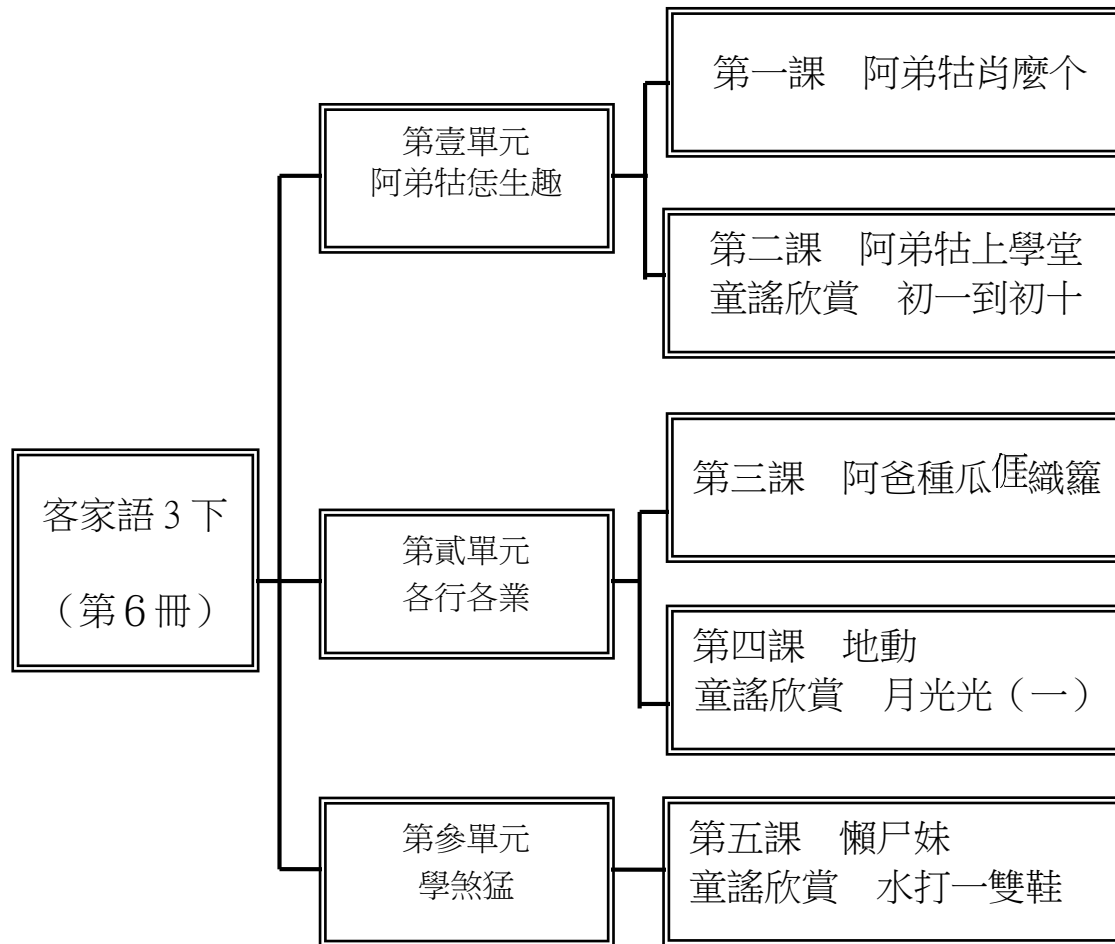 客家語3下
（第6冊）
第壹單元
阿弟牯恁生趣
第一課　阿弟牯肖麼个
第二課　阿弟牯上學堂
童謠欣賞　初一到初十
第貳單元
各行各業
第三課　阿爸種瓜𠊎織籮
第四課　地動
童謠欣賞　月光光（一）
第參單元
學煞猛
第五課　懶尸妹
童謠欣賞　水打一雙鞋